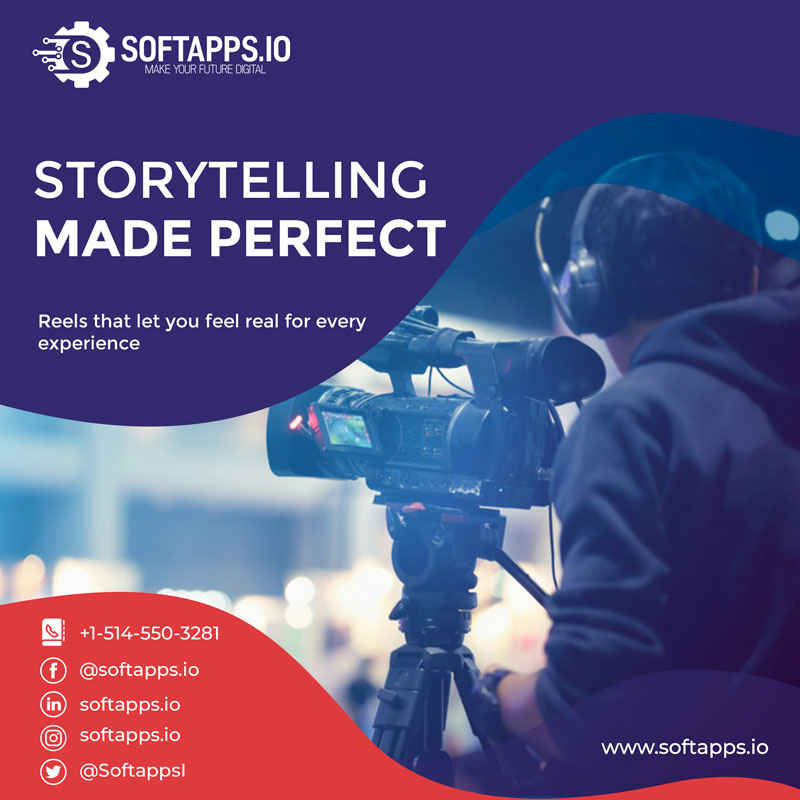 S
SOFTAPPS.IO
MAKE YOUR FUTURE DIGITAL
STORYTELLING
MADE PERFECT
Reels that let you feel real for every
experience
+1-514-550-3281
@softapps.io
softapps.io
softapps.io
@SoftappsI
www.softapps.io